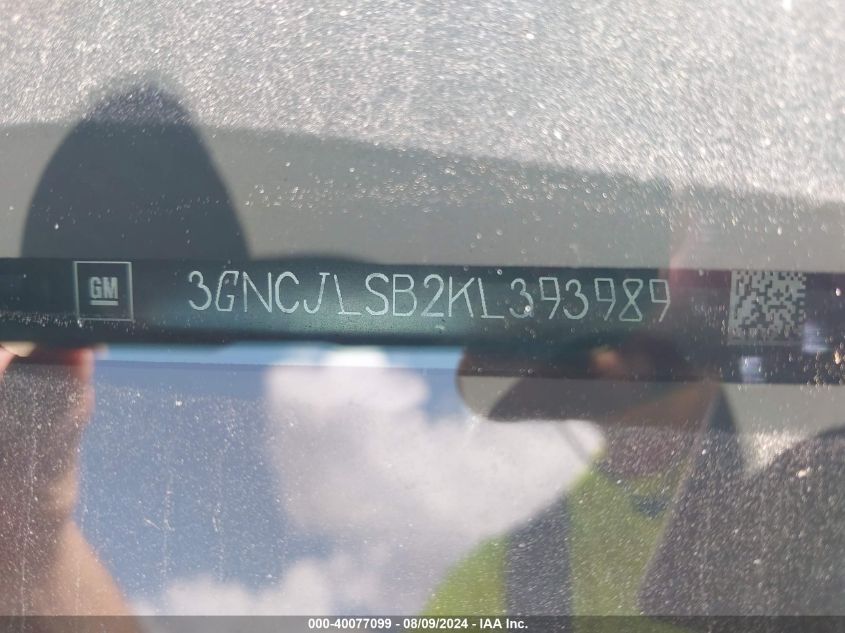 GM 3GNCJLSB2KL393989
000-40077099 - 08/09/2024 - IAA Inc.